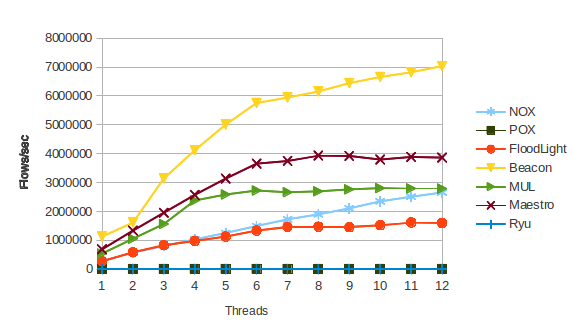 8000000
7000000
6000000
5000000
4000000
3000000
2000000
1000000
0
Flows/sec
1 2 3 4 5 6 7 8 9 10 11 12
Threads
NOX
POX
FloodLight
Beacon
MUL
Maestro
Ryu